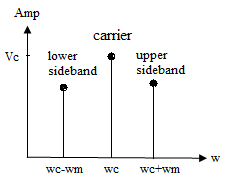 Amp
carrier
Vc
lower
sideband
upper
sideband
w
wc-wm
wc
wc+wm